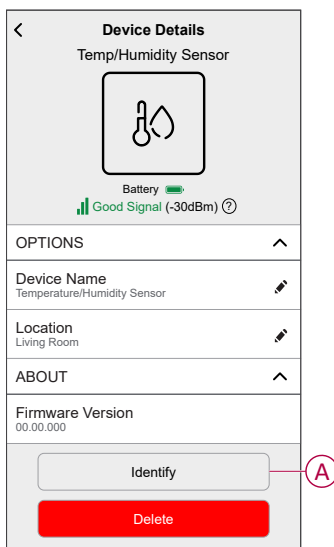 Device Details
Temp/Humidity Sensor
Battery
Good Signal (-30dBm) ?
OPTIONS
Device Name
Temperature/Humidity Sensor
Location
Living Room
ABOUT
Firmware Version
00.00.000
Identify
A
Delete